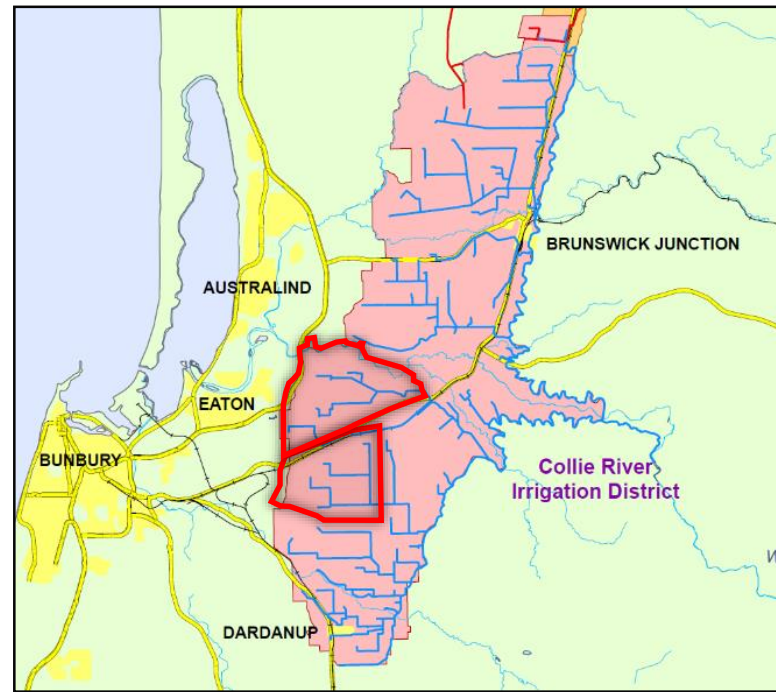 BRUNSWICK JUNCTION
AUSTRALIND
EATON
BUNBURY
Collie River
Irrigation District
DARDANUP
W